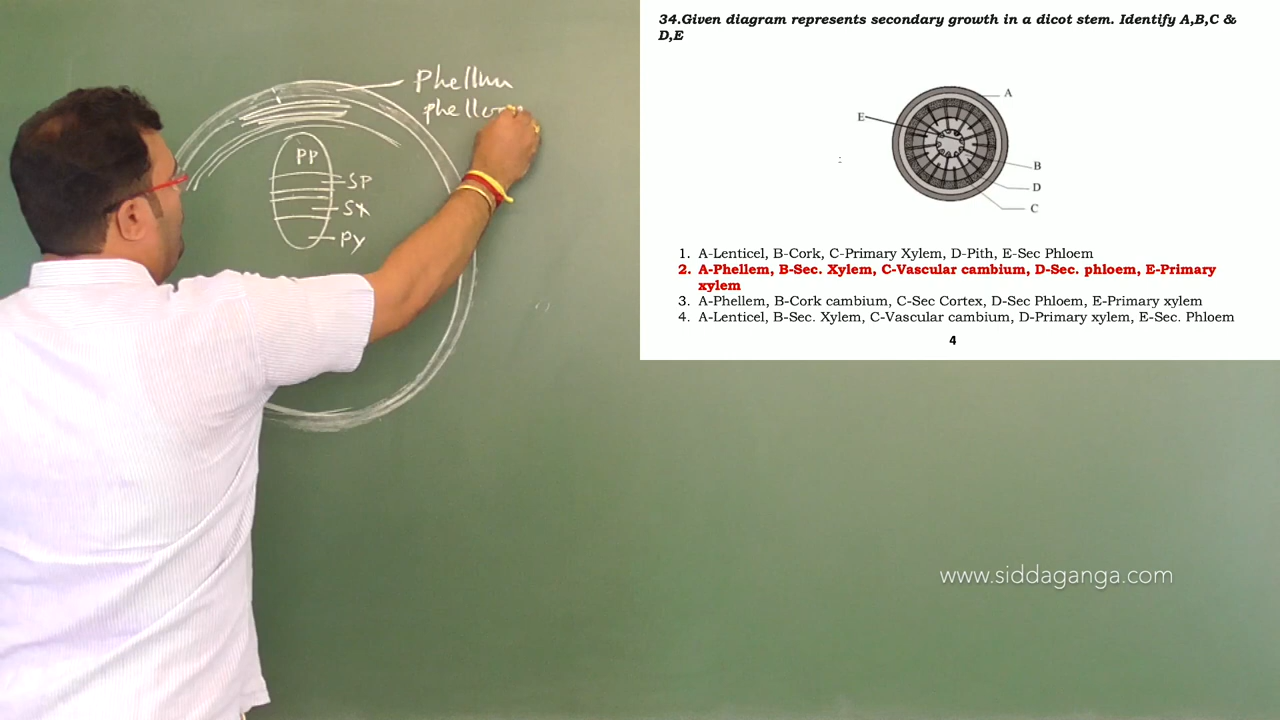 34.Given diagram represents secondary growth in a dicot stem. Identify A,B,C &
D,E
A
E
B
D
C
1. A-Lenticel, B-Cork, C-Primary Xylem, D-Pith, E-Sec Phloem
2. A-Phellem, B-Sec. Xylem, C-Vascular cambium, D-Sec. phloem, E-Primary
xylem
3. A-Phellem, B-Cork cambium, C-Sec Cortex, D-Sec Phloem, E-Primary xylem
4. A-Lenticel, B-Sec. Xylem, C-Vascular cambium, D-Primary xylem, E-Sec. Phloem
4
Phellum
PP
SP
SX
PY
www.siddaganga.com